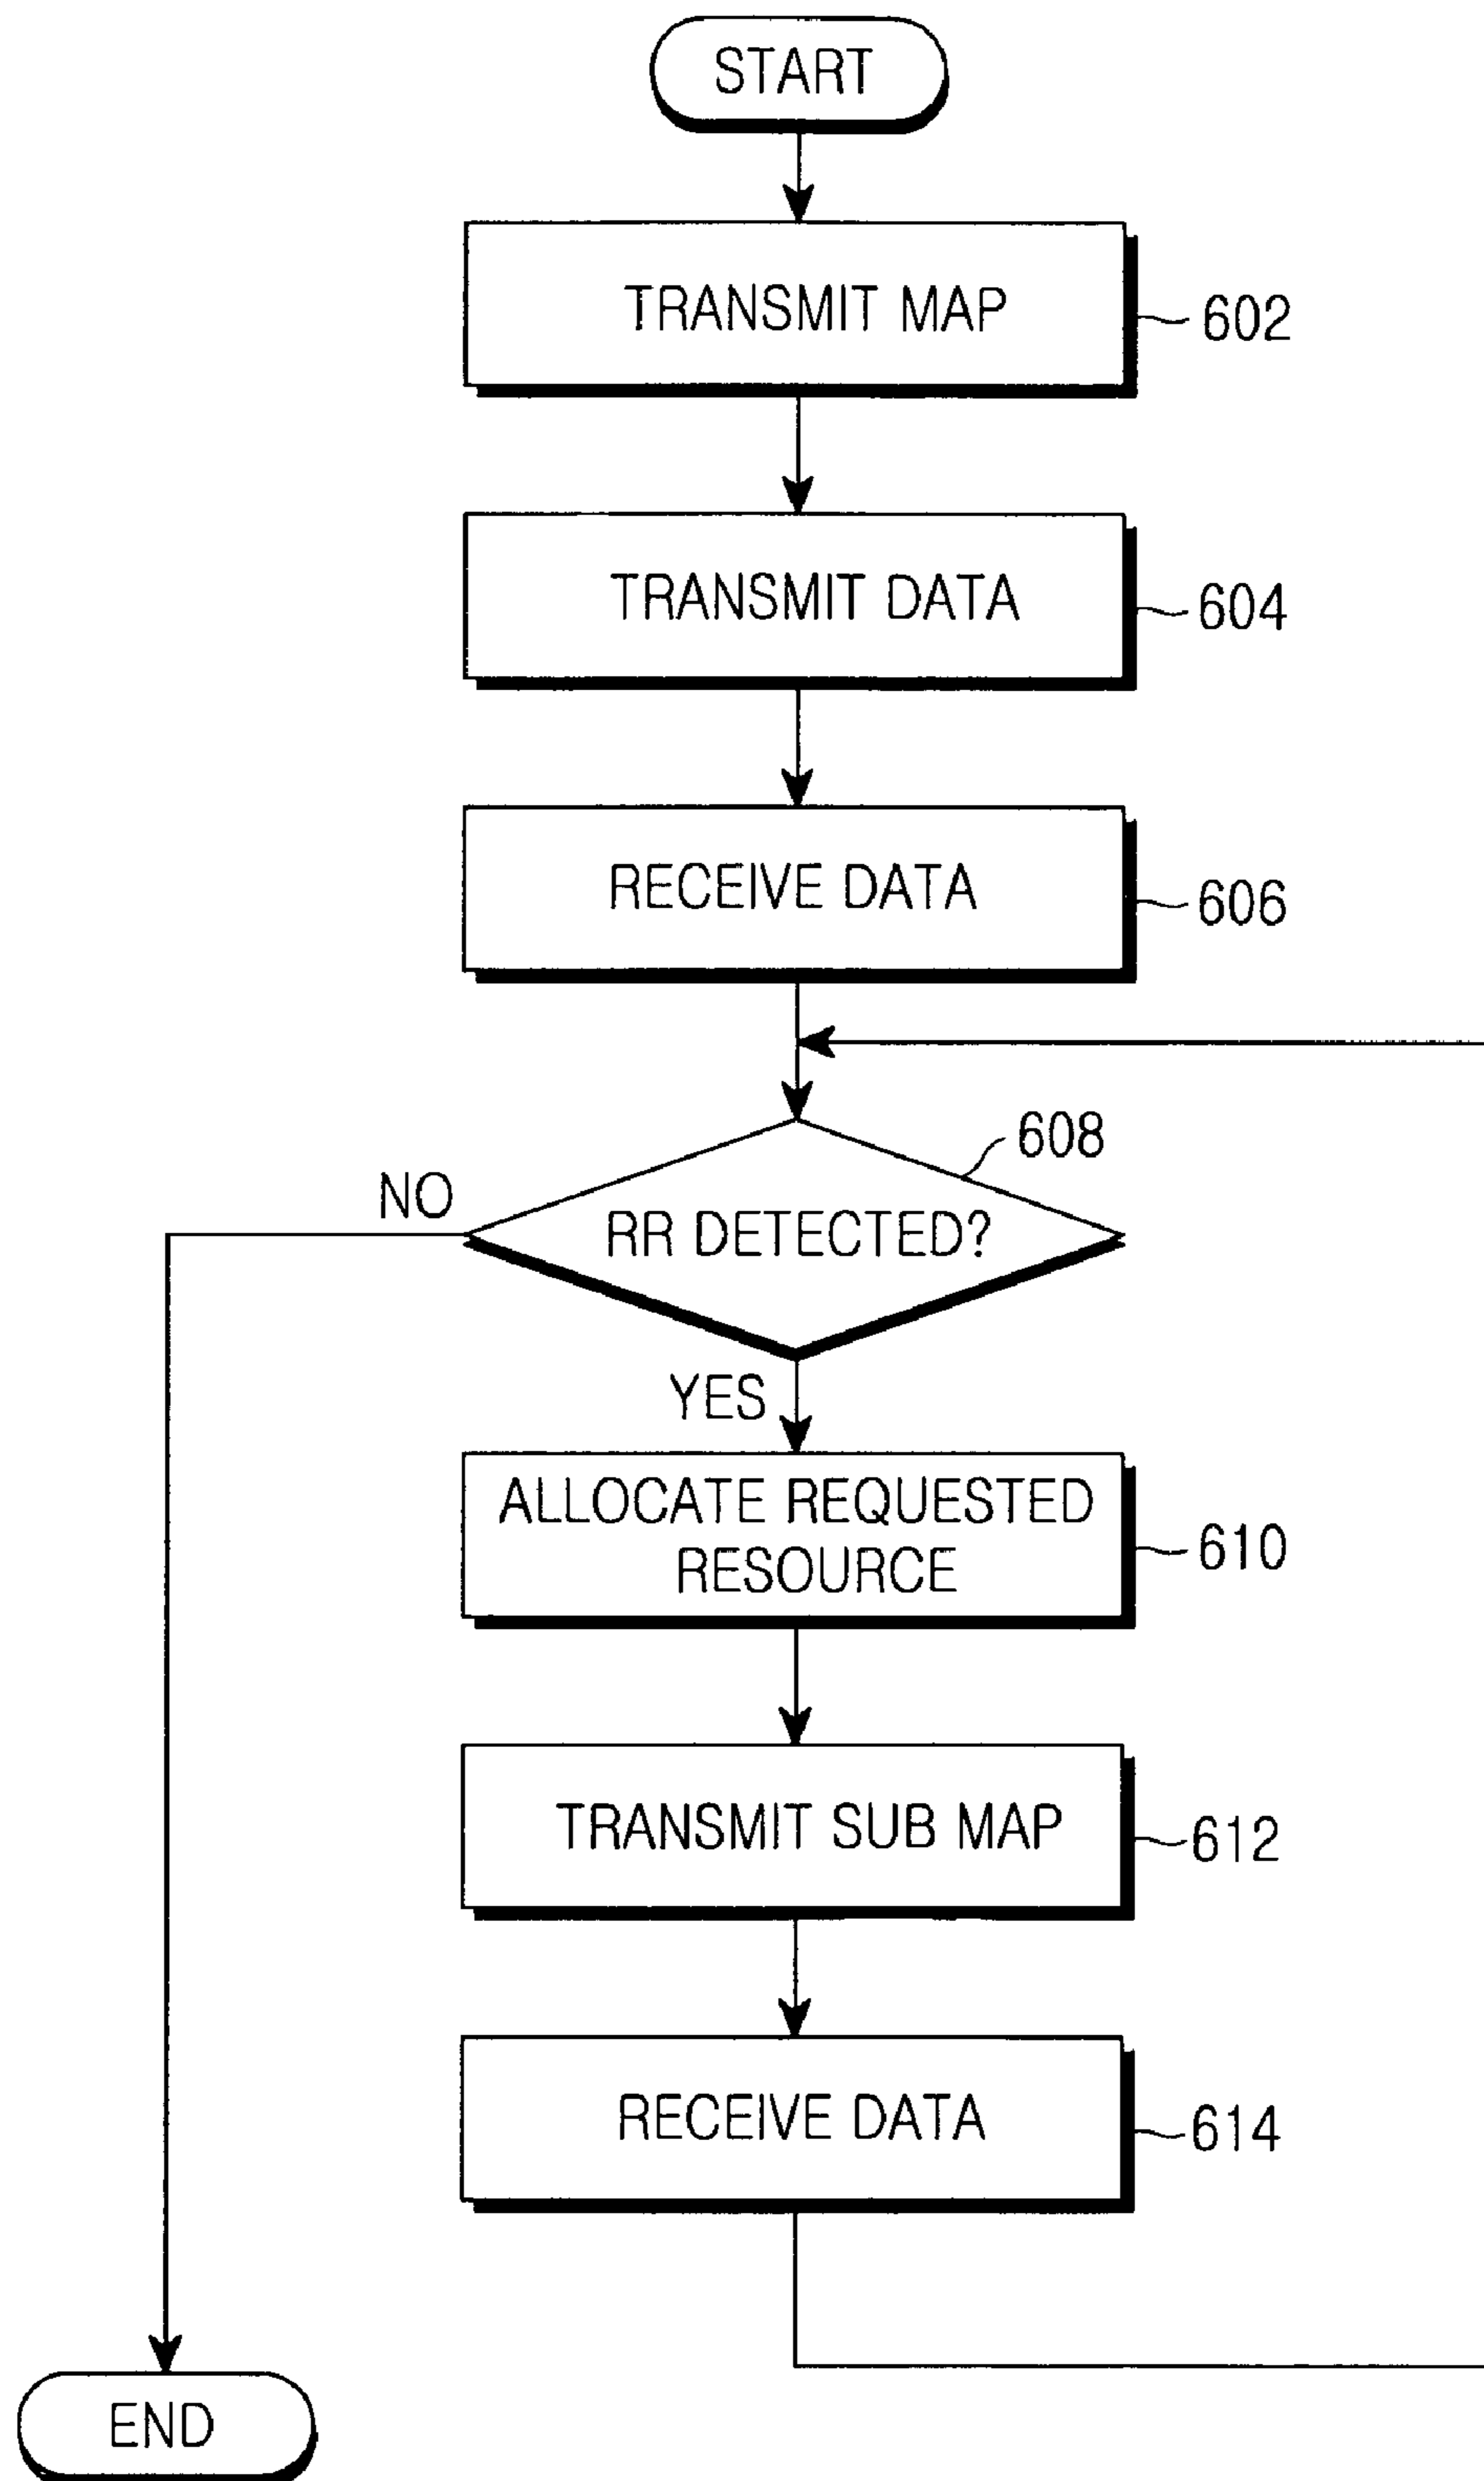 START
TRANSMIT MAP
602
TRANSMIT DATA
604
RECEIVE DATA
606
608
NO
RR DETECTED?
YES
ALLOCATE REQUESTED
RESOURCE
610
TRANSMIT SUB MAP
612
RECEIVE DATA
614
END